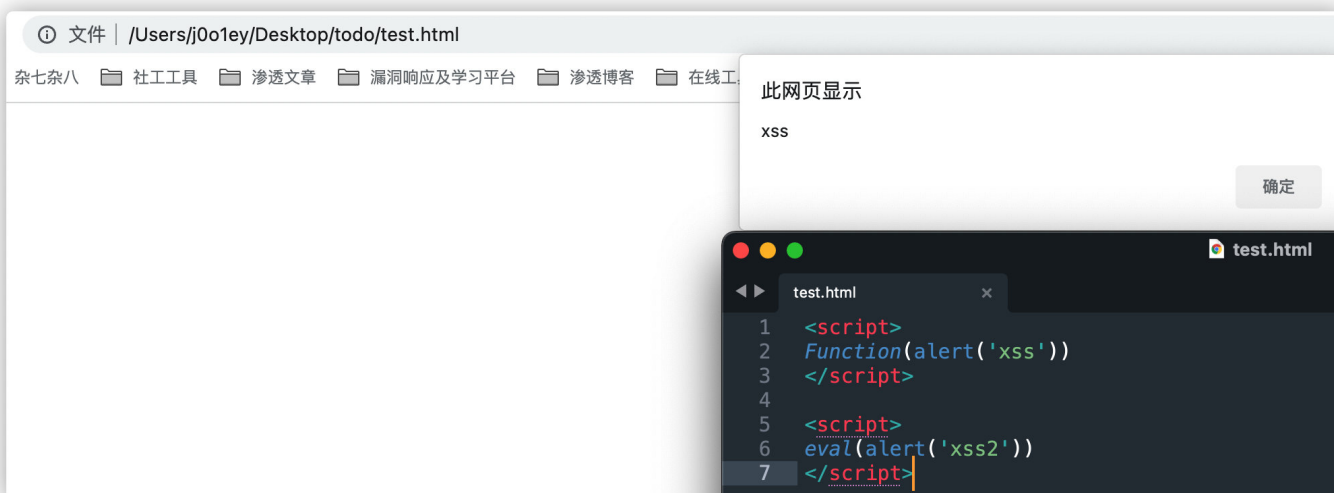 文件 | /Users/j0o1ey/Desktop/todo/test.html
杂七杂八 社工工具 渗透文章 漏洞响应及学习平台 渗透博客 在线工
此网页显示
xss
确定
test.html
test.html ×
1 <script>
2 Function(alert('xss'))
3 </script>
4
5 <script>
6 eval(alert('xss2'))
7 </script>